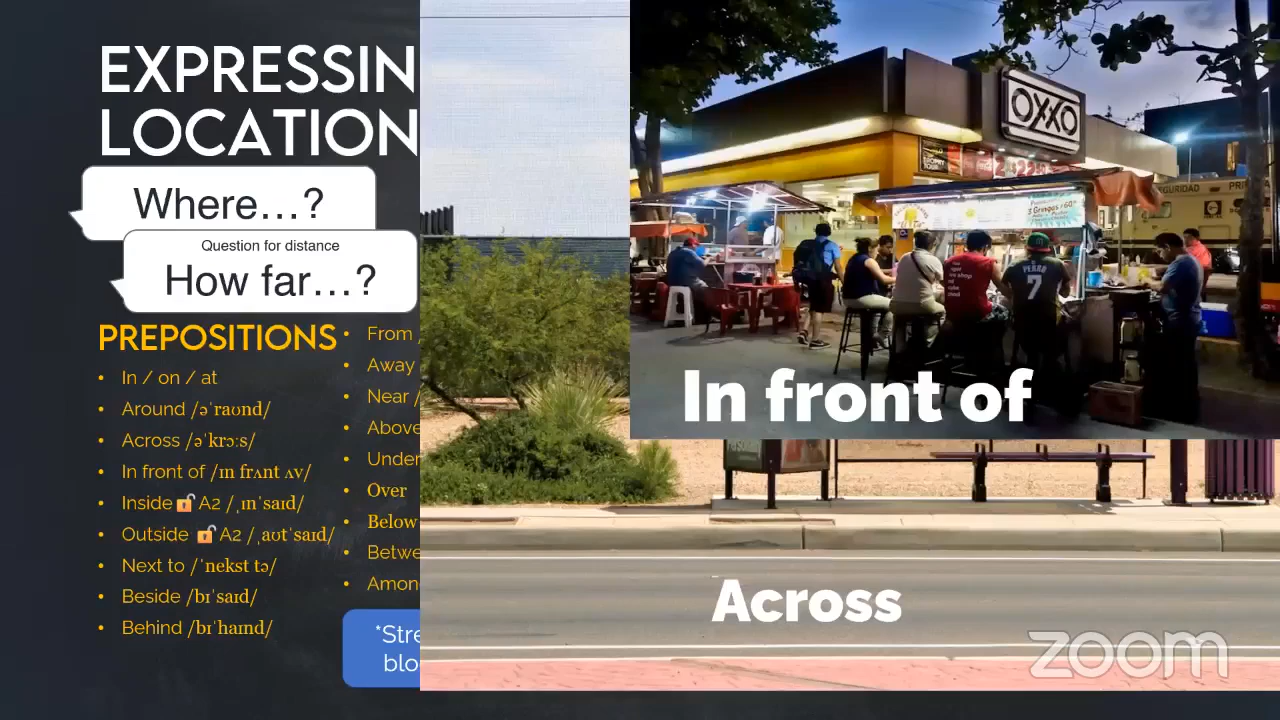 EXPRESSIN
LOCATION
Where...?
Question for distance
How far...?
PREPOSITIONS
• In / on / at
• Around /əˈraʊnd/
• Across /əˈkrɔːs/
• In front of /ɪn frʌnt ʌv/
• Inside 🔓 A2 /ˌɪnˈsaɪd/
• Outside 🔓 A2 /ˌaʊtˈsaɪd/
• Next to /ˈnekst tə/
• Beside /bɪˈsaɪd/
• Behind /bɪˈhaɪnd/
• From /
• Away
• Near /
• Above
• Under
• Over
• Below
• Betwe
• Amon
*Stre
blo
OXXO
PERRO
7
In front of
Across
zoom